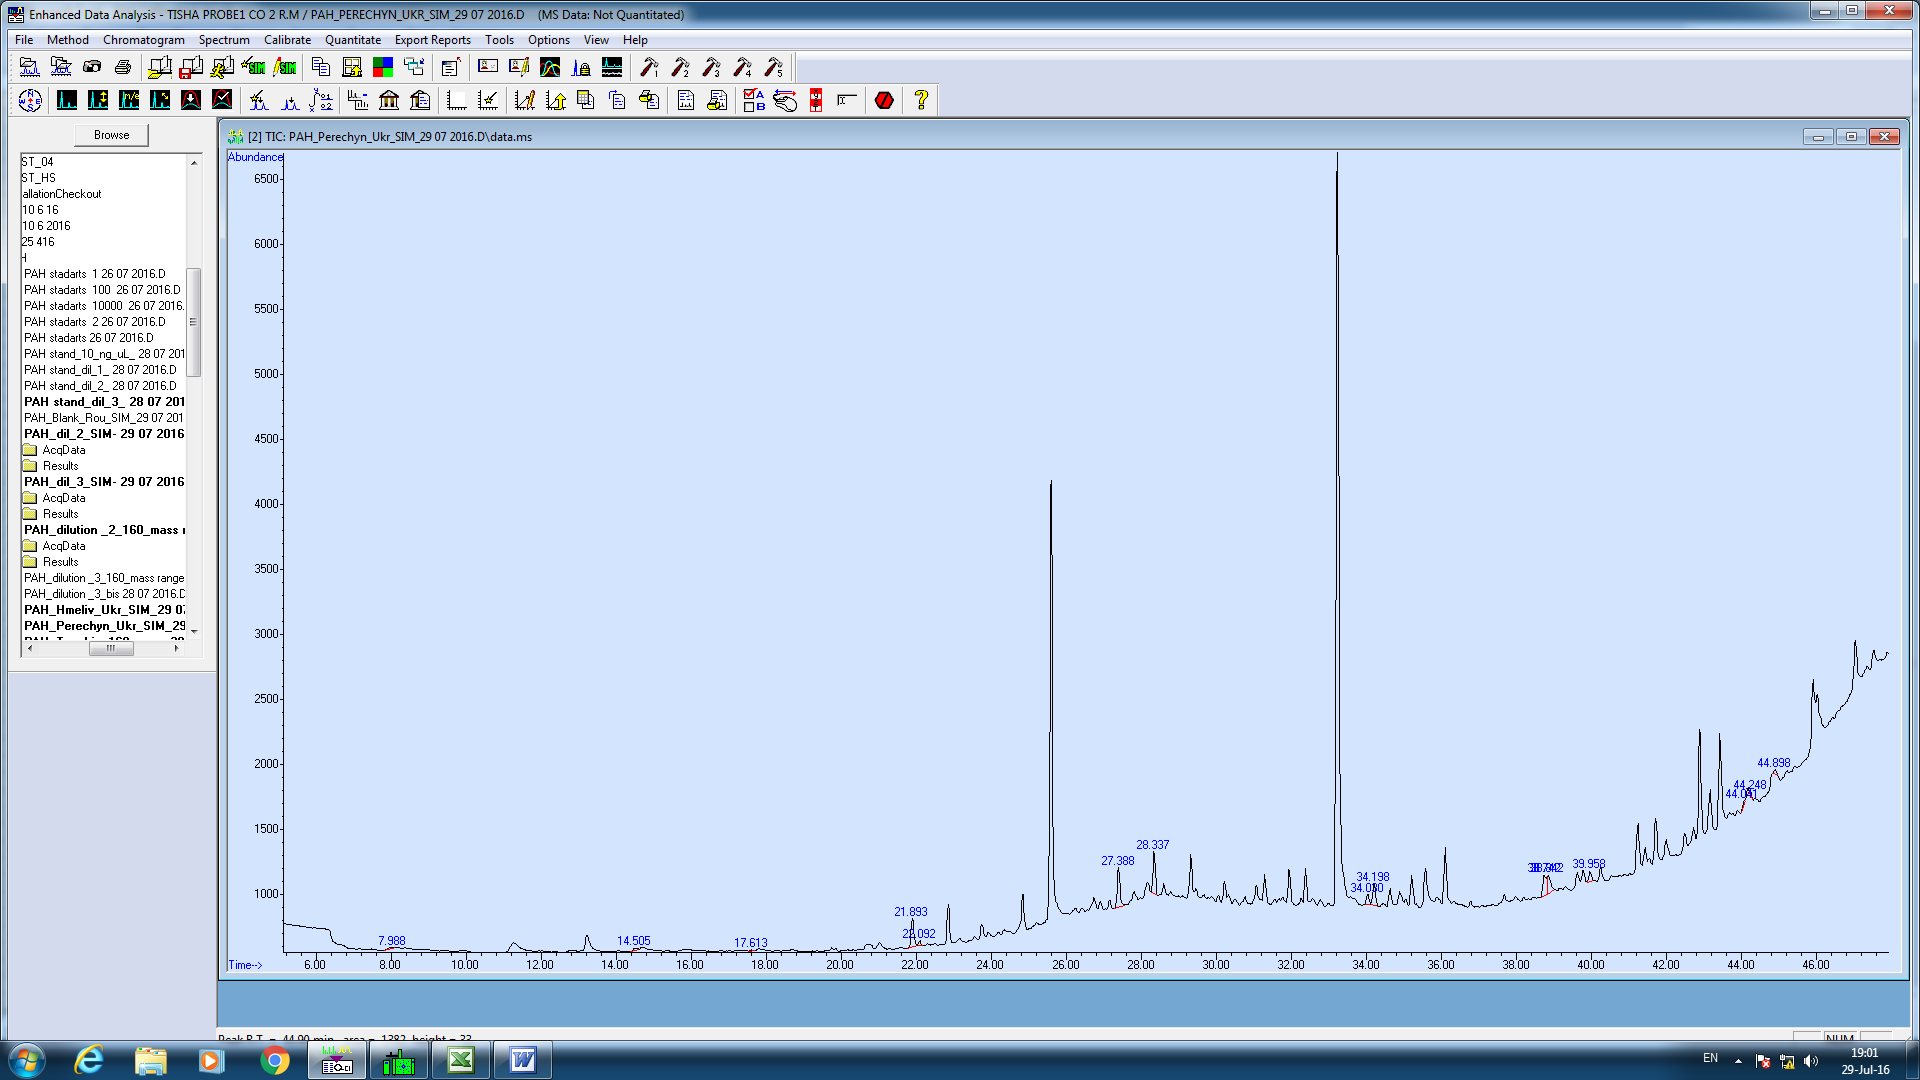 Enhanced Data Analysis - TISHA PROBE1 CO 2 R.M / PAH_PERECHYN_UKR_SIM_29 07 2016.D (MS Data: Not Quantitated)
File Method Chromatogram Spectrum Calibrate Quantitate Export Reports Tools Options View Help
Browse
ST_04
ST_HS
allationCheckout
10 6 16
10 6 2016
25 416
PAH stadarts 1 26 07 2016.D
PAH stadarts 100 26 07 2016.D
PAH stadarts 10000 26 07 2016.
PAH stadarts 2 26 07 2016.D
PAH stadarts 26 07 2016.D
PAH stand_10_ng_uL_ 28 07 201
PAH stand_dil_1_ 28 07 2016.D
PAH stand_dil_2_ 28 07 2016.D
PAH stand_dil_3_ 28 07 201
PAH_Blank_Rou_SIM_29 07 201
PAH_dil_2_SIM- 29 07 2016
AcqData
Results
PAH_dil_3_SIM- 29 07 2016
AcqData
Results
PAH_dilution _2_160_mass r
AcqData
Results
PAH_dilution _3_160_mass range
PAH_dilution _3_bis 28 07 2016.D
PAH_Hmeliv_Ukr_SIM_29 07
PAH_Perechyn_Ukr_SIM_29
[2] TIC: PAH_Perechyn_Ukr_SIM_29 07 2016.D\data.ms
Abundance
6500
6000
5500
5000
4500
4000
3500
3000
2500
2000
1500
1000
7.988
14.505
17.613
21.893
22.092
27.388
28.337
34.198
39.958
44.248
44.898
Time-->
6.00 8.00 10.00 12.00 14.00 16.00 18.00 20.00 22.00 24.00 26.00 28.00 30.00 32.00 34.00 36.00 38.00 40.00 42.00 44.00 46.00
Peak R.T. = 44.90 min. area = 1382 height = 33
NUM
EN
19:01
29-Jul-16